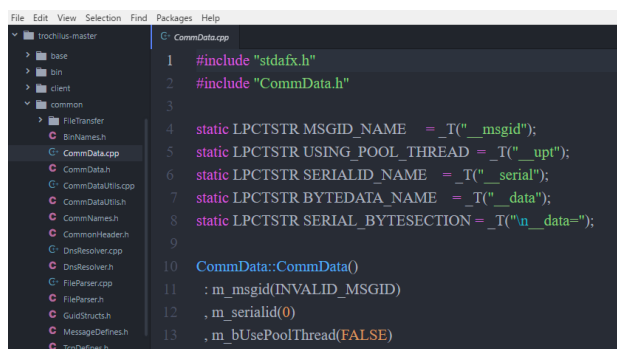 File Edit View Selection Find Packages Help
trochilus-master
base
bin
client
common
FileTransfer
BinNames.h
CommData.cpp
CommData.h
CommDataUtils.cpp
CommDataUtils.h
CommNames.h
CommonHeader.h
DnsResolver.cpp
DnsResolver.h
FileParser.cpp
FileParser.h
GuidStructs.h
MessageDefines.h
TcpDefines.h
CommData.cpp
1 #include "stdafx.h"
2 #include "CommData.h"
3
4 static LPCTSTR MSGID_NAME = _T("__msgid");
5 static LPCTSTR USING_POOL_THREAD = _T("__upt");
6 static LPCTSTR SERIALID_NAME = _T("__serial");
7 static LPCTSTR BYTEDATA_NAME = _T("__data");
8 static LPCTSTR SERIAL_BYTESECTION = _T("\n__data=");
9
10 CommData::CommData()
11 : m_msgid(INVALID_MSGID)
12 , m_serialid(0)
13 , m_bUsePoolThread(FALSE)